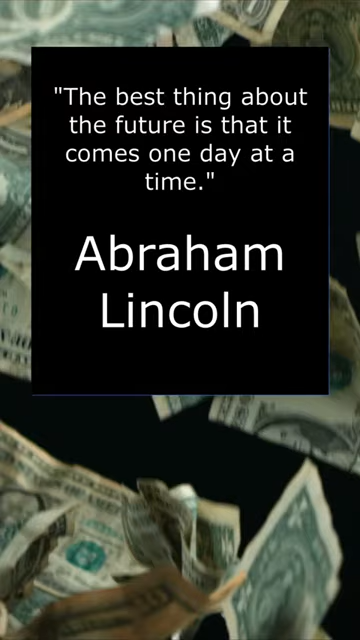 "The best thing about
the future is that it
comes one day at a
time."
Abraham
Lincoln